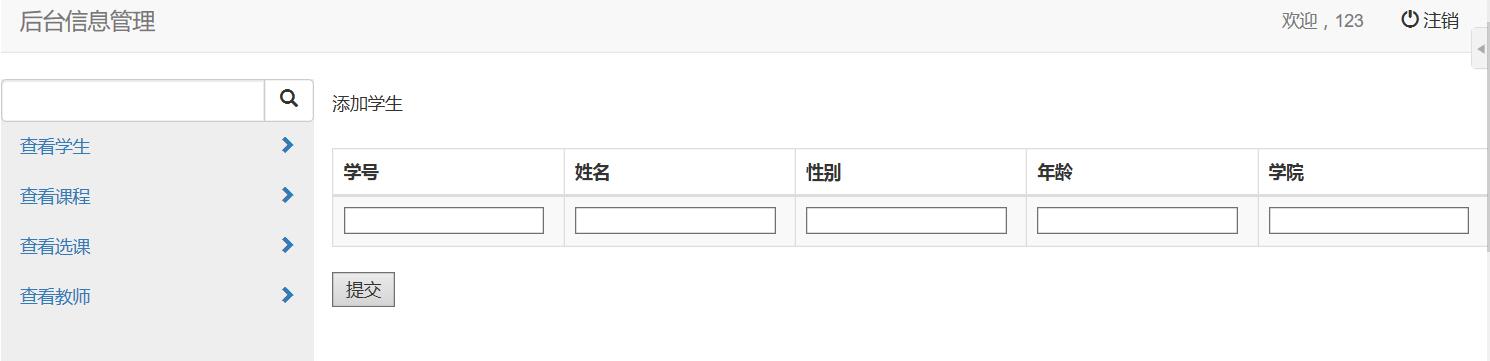 后台信息管理 欢迎，123 注销
添加学生
查看学生
查看课程
查看选课
查看教师
学号 姓名 性别 年龄 学院
提交